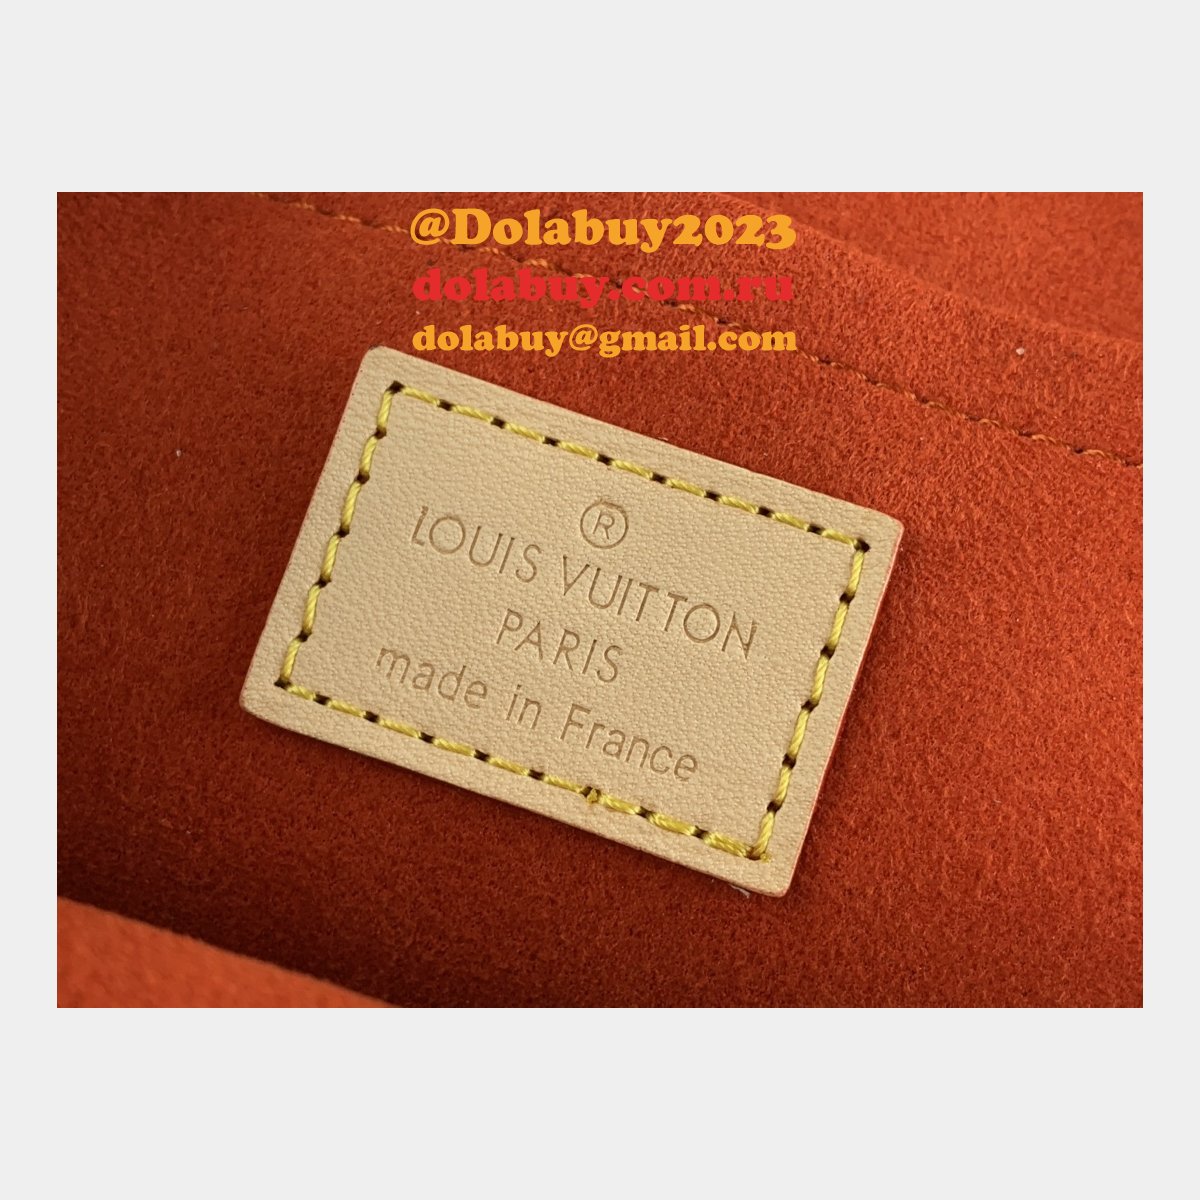 @Dolabuy2023
dolabuy.com.ru
dolabuy@gmail.com
®
LOUIS VUITTON
PARIS
made in France